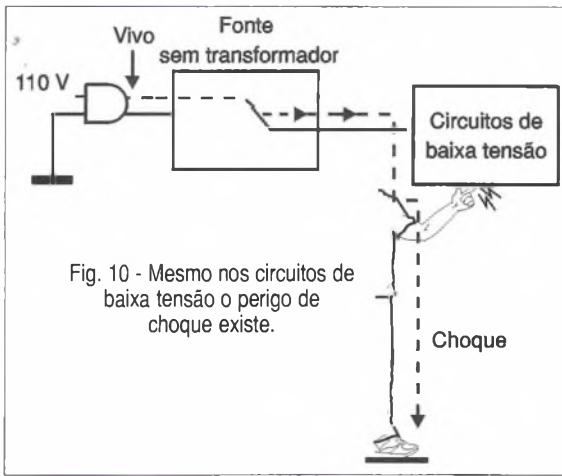 Fonte
sem transformador
Vivo
110 V
Circuitos de
baixa tensão
Fig. 10 - Mesmo nos circuitos de
baixa tensão o perigo de
choque existe.
Choque